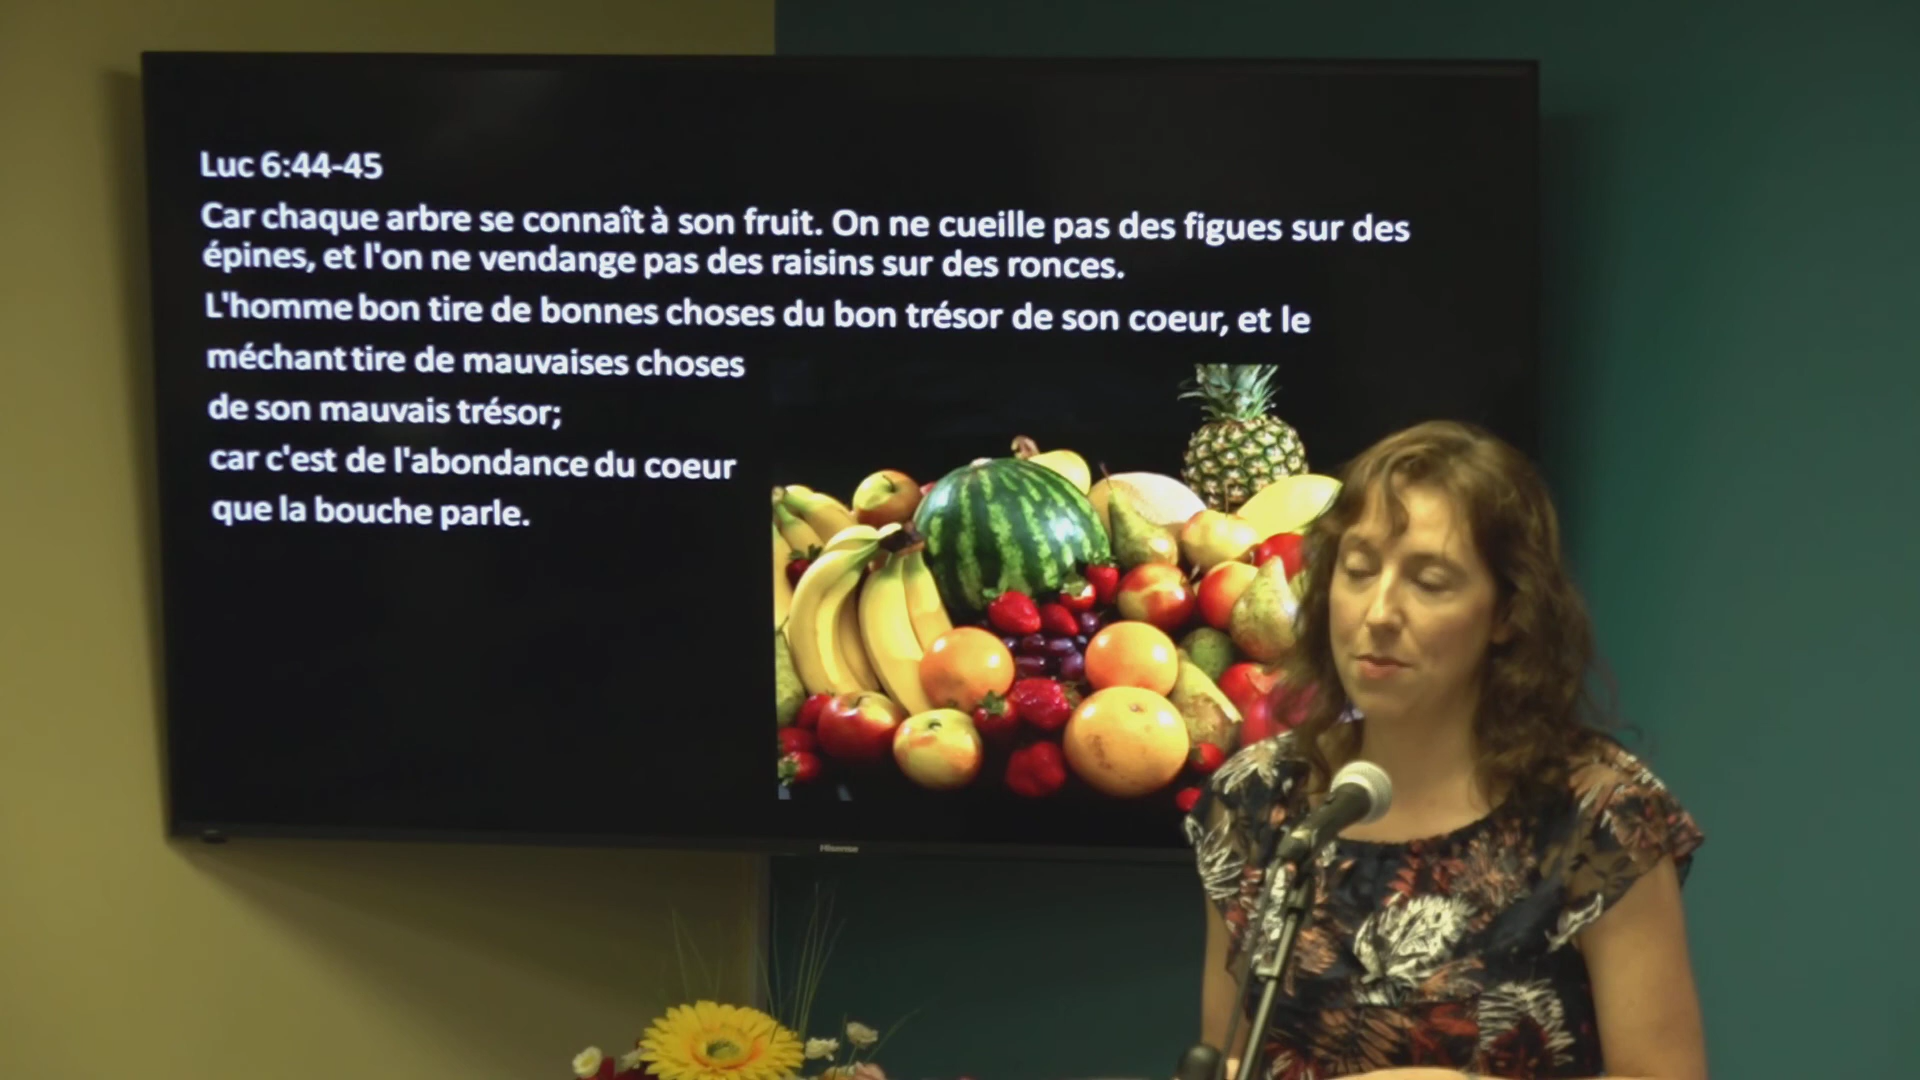 Luc 6:44-45
Car chaque arbre se connaît à son fruit. On ne cueille pas des figues sur des
épines, et l'on ne vendange pas des raisins sur des ronces.
L'homme bon tire de bonnes choses du bon trésor de son coeur, et le
méchant tire de mauvaises choses
de son mauvais trésor;
car c'est de l'abondance du coeur
que la bouche parle.
Hisense